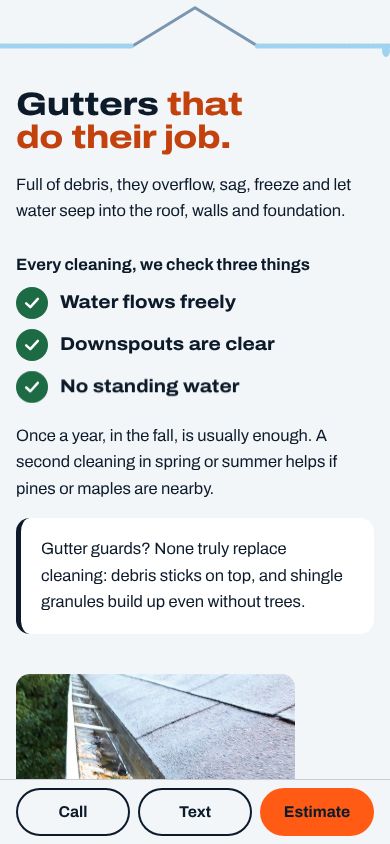 Gutters that
do their job.
Full of debris, they overflow, sag, freeze and let
water seep into the roof, walls and foundation.
Every cleaning, we check three things
Water flows freely
Downspouts are clear
No standing water
Once a year, in the fall, is usually enough. A
second cleaning in spring or summer helps if
pines or maples are nearby.
Gutter guards? None truly replace
cleaning: debris sticks on top, and shingle
granules build up even without trees.
Call
Text
Estimate